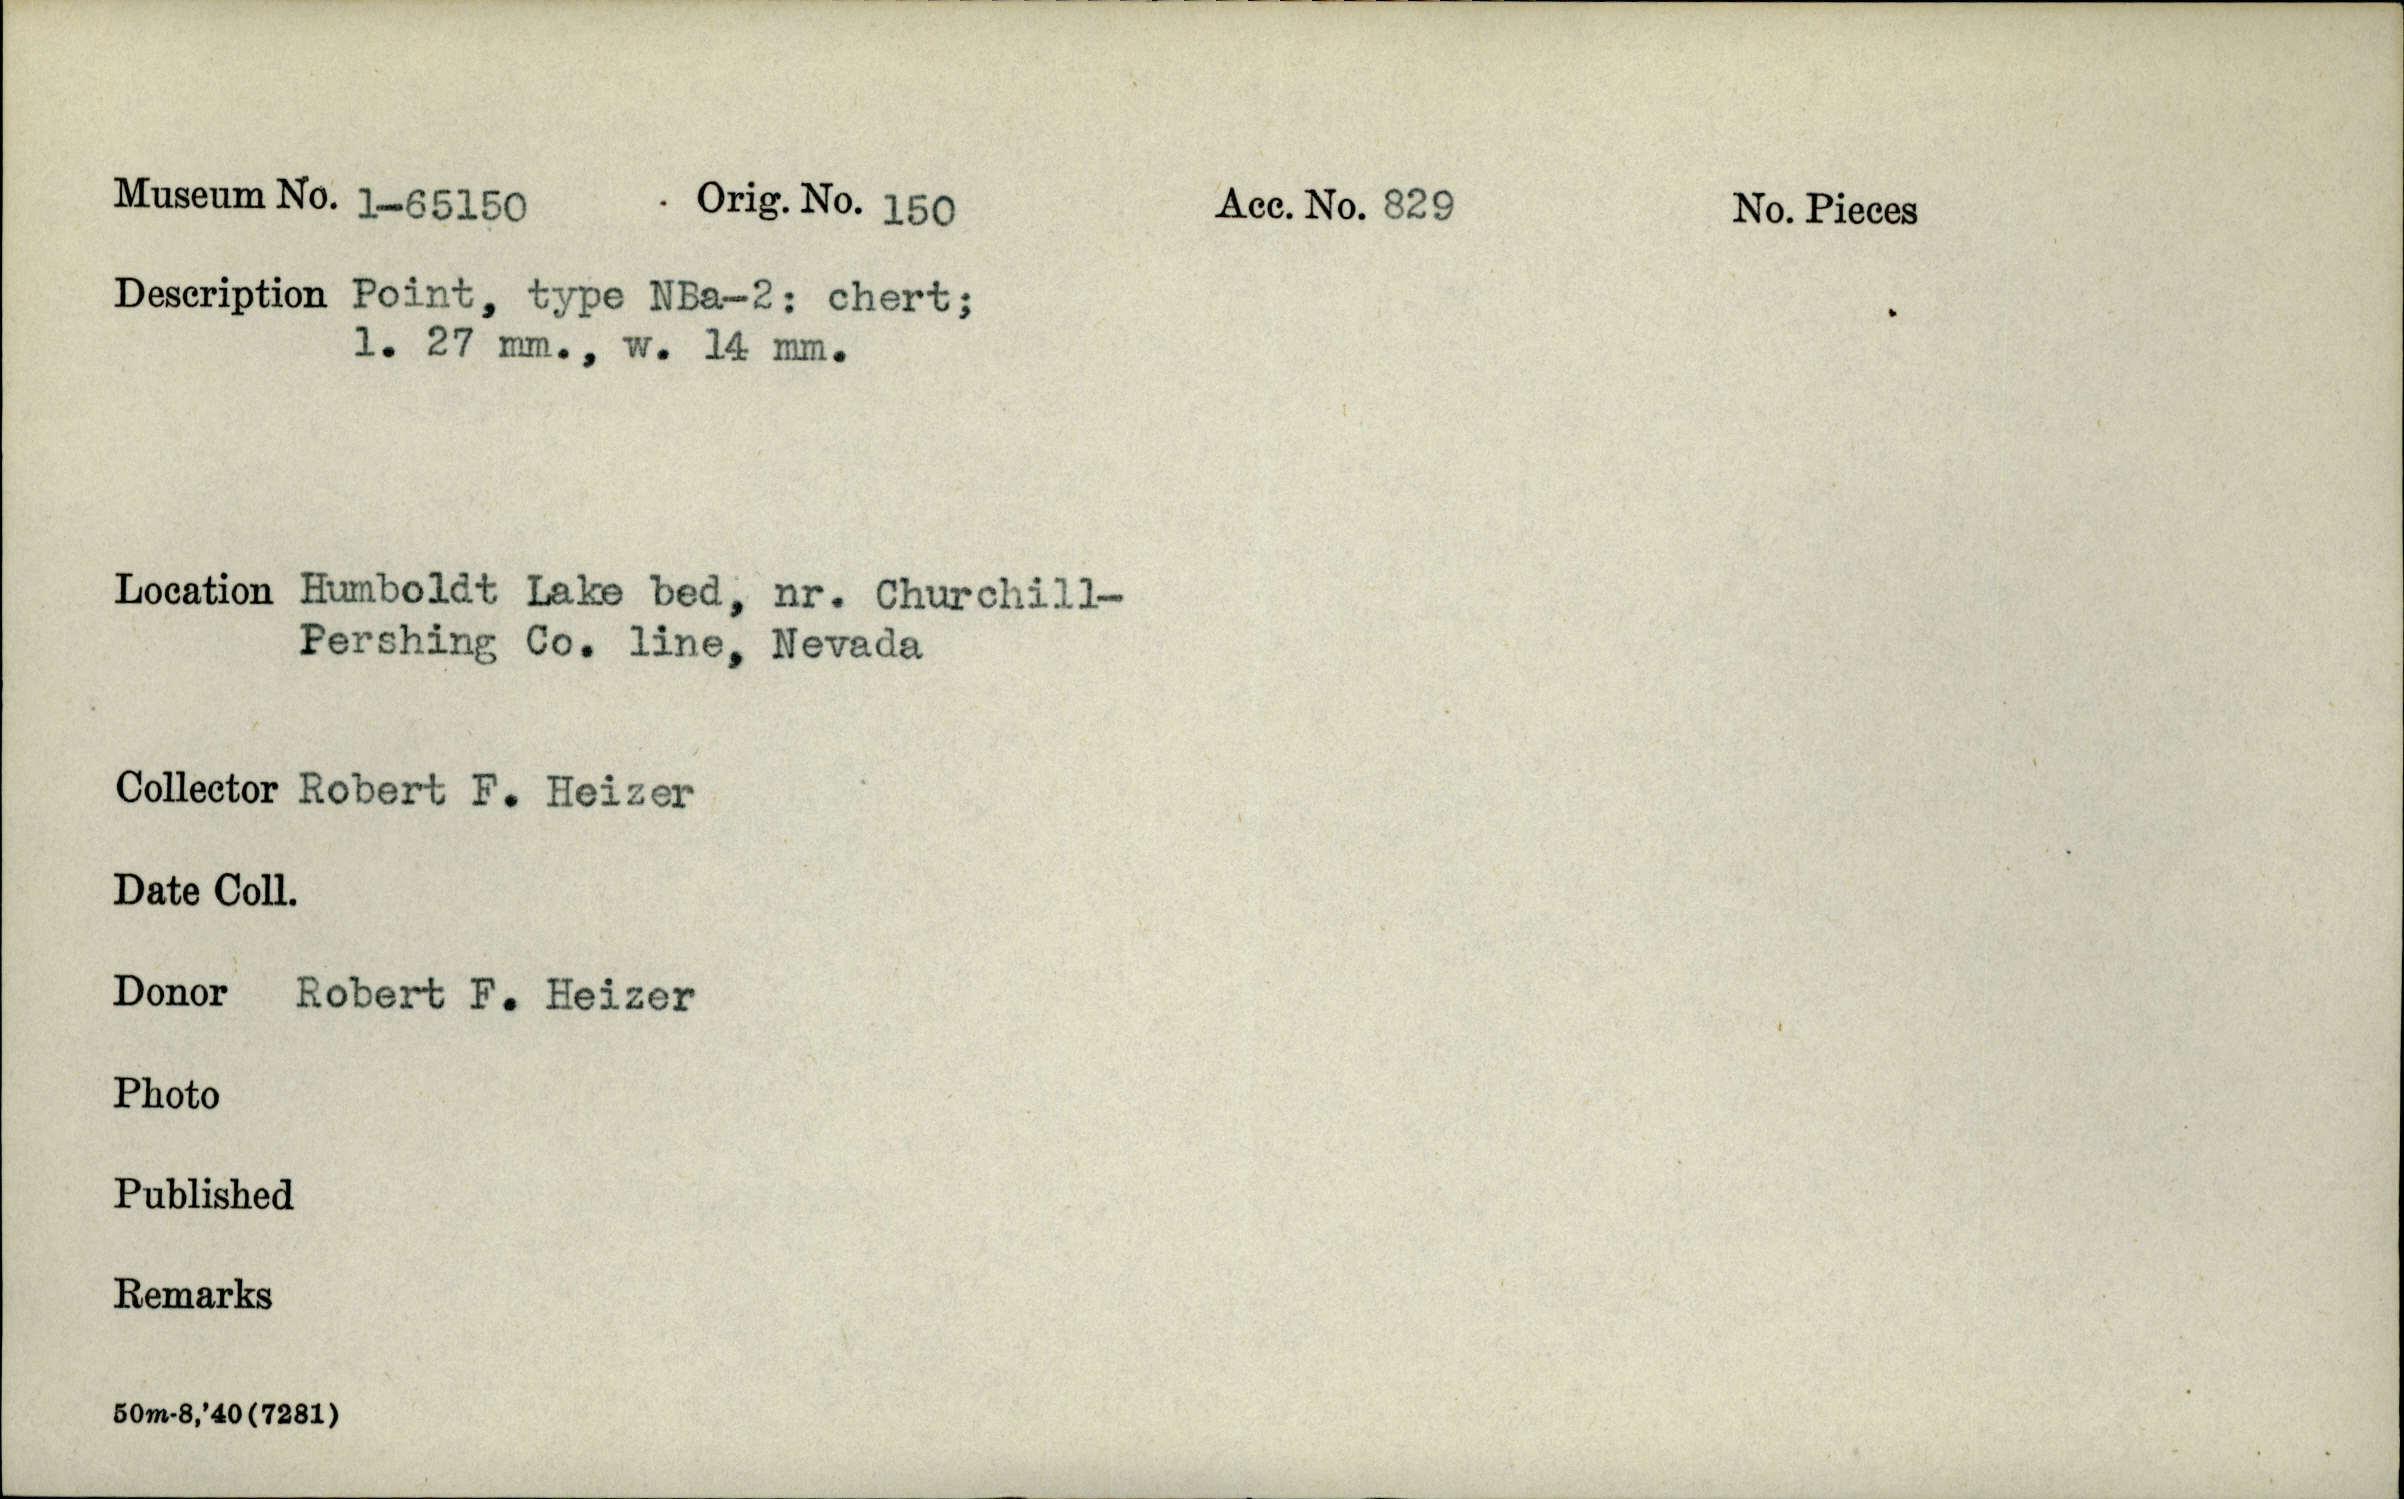 Museum No. 1-65150 Orig. No. 150 Acc. No. 829 No. Pieces
Description Point, type NBa-2: chert;
l. 27 mm., w. 14 mm.
Location Humboldt Lake bed, nr. Churchill-
Pershing Co. line, Nevada
Collector Robert F. Heizer
Date Coll.
Donor Robert F. Heizer
Photo
Published
Remarks
50m-8,'40(7281)